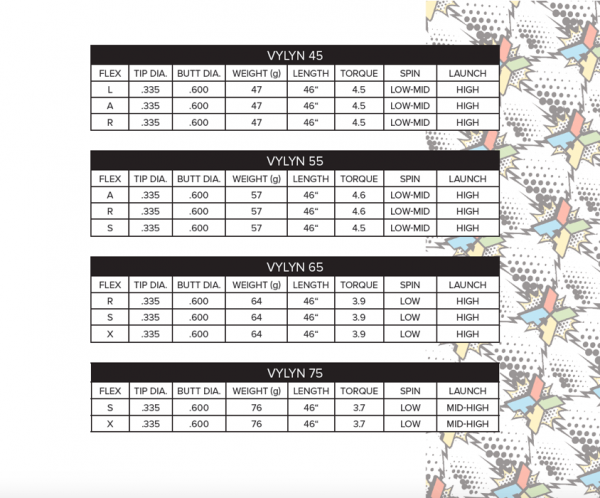 VYLYN 45
FLEX TIP DIA. BUTT DIA. WEIGHT (g) LENGTH TORQUE SPIN LAUNCH
L .335 .600 47 46“ 4.5 LOW-MID HIGH
A .335 .600 47 46“ 4.5 LOW-MID HIGH
R .335 .600 47 46“ 4.5 LOW-MID HIGH
VYLYN 55
FLEX TIP DIA. BUTT DIA. WEIGHT (g) LENGTH TORQUE SPIN LAUNCH
A .335 .600 57 46“ 4.6 LOW-MID HIGH
R .335 .600 57 46“ 4.6 LOW-MID HIGH
S .335 .600 57 46“ 4.5 LOW-MID HIGH
VYLYN 65
FLEX TIP DIA. BUTT DIA. WEIGHT (g) LENGTH TORQUE SPIN LAUNCH
R .335 .600 64 46“ 3.9 LOW HIGH
S .335 .600 64 46“ 3.9 LOW HIGH
X .335 .600 64 46“ 3.9 LOW HIGH
VYLYN 75
FLEX TIP DIA. BUTT DIA. WEIGHT (g) LENGTH TORQUE SPIN LAUNCH
S .335 .600 76 46“ 3.7 LOW MID-HIGH
X .335 .600 76 46“ 3.7 LOW MID-HIGH